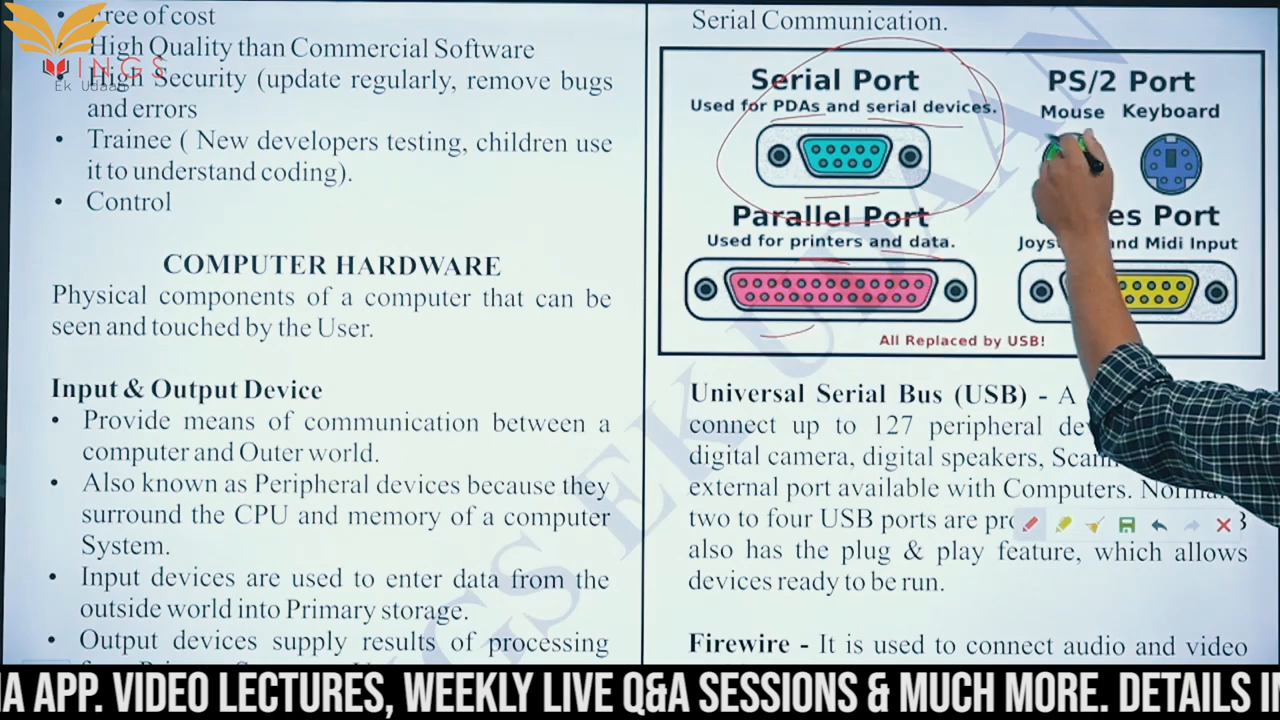 Free of cost
High Quality than Commercial Software
INGS
Ek Udaan
High Security (update regularly, remove bugs
and errors
Trainee ( New developers testing, children use
it to understand coding).
Control
COMPUTER HARDWARE
Physical components of a computer that can be
seen and touched by the User.
Input & Output Device
Provide means of communication between a
computer and Outer world.
Also known as Peripheral devices because they
surround the CPU and memory of a computer
System.
Input devices are used to enter data from the
outside world into Primary storage.
Output devices supply results of processing
Serial Communication.
Serial Port
Used for PDAs and serial devices.
PS/2 Port
Mouse Keyboard
Parallel Port
Used for printers and data.
Port
and Midi Input
All Replaced by USB!
Universal Serial Bus (USB) - A
connect up to 127 peripheral
digital camera, digital speakers,
external port available with Computers.
two to four USB ports are
also has the plug & play feature, which allows
devices ready to be run.
Firewire - It is used to connect audio and video
INGS EK UDAAN
APP. VIDEO LECTURES, WEEKLY LIVE Q&A SESSIONS & MUCH MORE. DETAILS